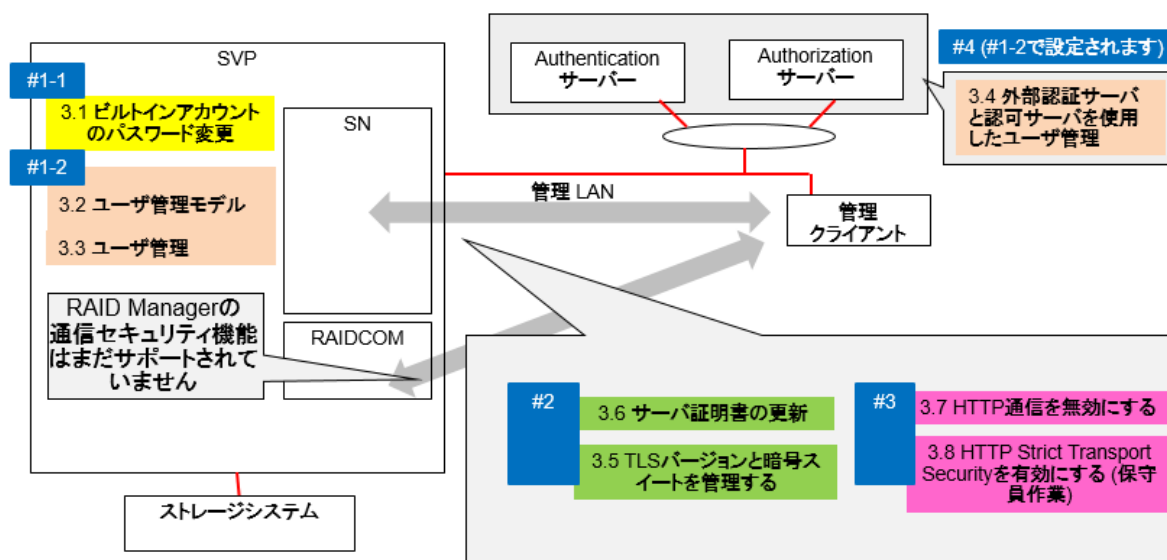 SVP
#1-1
3.1 ビルトインアカウント
のパスワード変更
#1-2
3.2 ユーザ管理モデル
3.3 ユーザ管理
SN
RAID Managerの
通信セキュリティ機能
はまだサポートされて
いません
RAIDCOM
ストレージシステム
Authentication
サーバー
Authorization
サーバー
#4 (#1-2で設定されます)
3.4 外部認証サーバ
と認可サーバを使用
したユーザ管理
管理 LAN
管理
クライアント
#2
3.6 サーバ証明書の更新
3.5 TLSバージョンと暗号ス
イートを管理する
#3
3.7 HTTP通信を無効にする
3.8 HTTP Strict Transport
Securityを有効にする (保守
員作業)